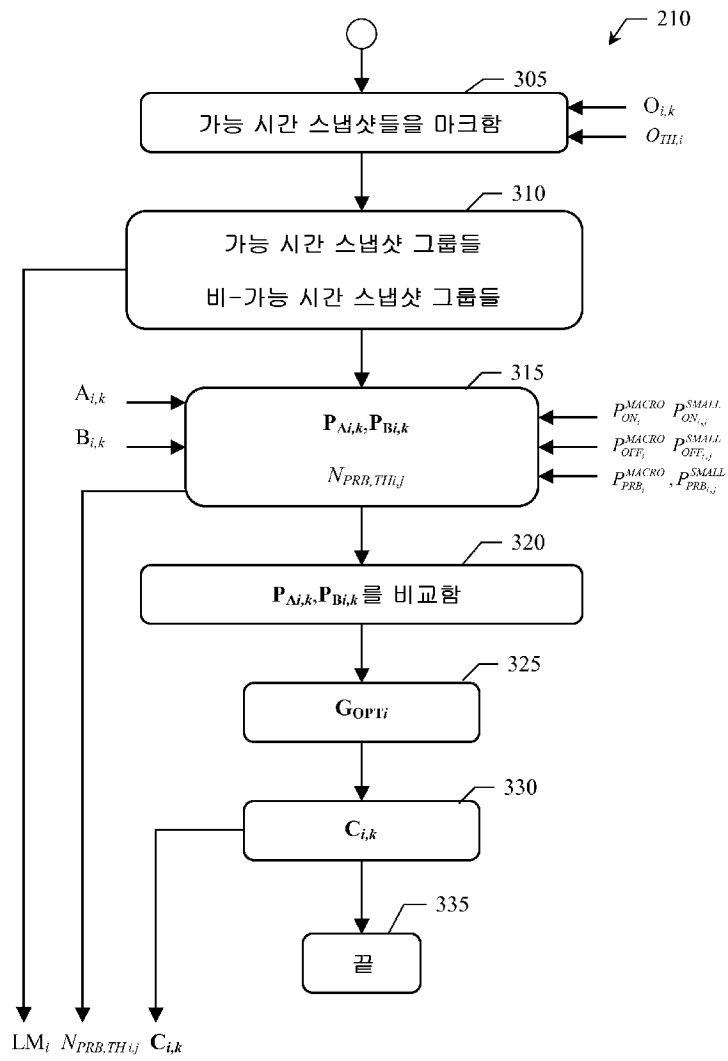 210
305
가능 시간 스냅샷들을 마크함
O_{i,k}
O_{TH,i}
310
가능 시간 스냅샷 그룹들
비-가능 시간 스냅샷 그룹들
315
A_{i,k}
B_{i,k}
P_{Ai,k},P_{Bi,k}
N_{PRB,THi,j}
P_{ON_i}^{MACRO} P_{ON_{i,j}}^{SMALL}
P_{OFF_i}^{MACRO} P_{OFF_{i,j}}^{SMALL}
P_{PRB_i}^{MACRO} , P_{PRB_{i,j}}^{SMALL}
320
P_{Ai,k},P_{Bi,k}를 비교함
325
G_{OPTi}
330
C_{i,k}
335
끝
LM_i N_{PRB,THi,j} C_{i,k}